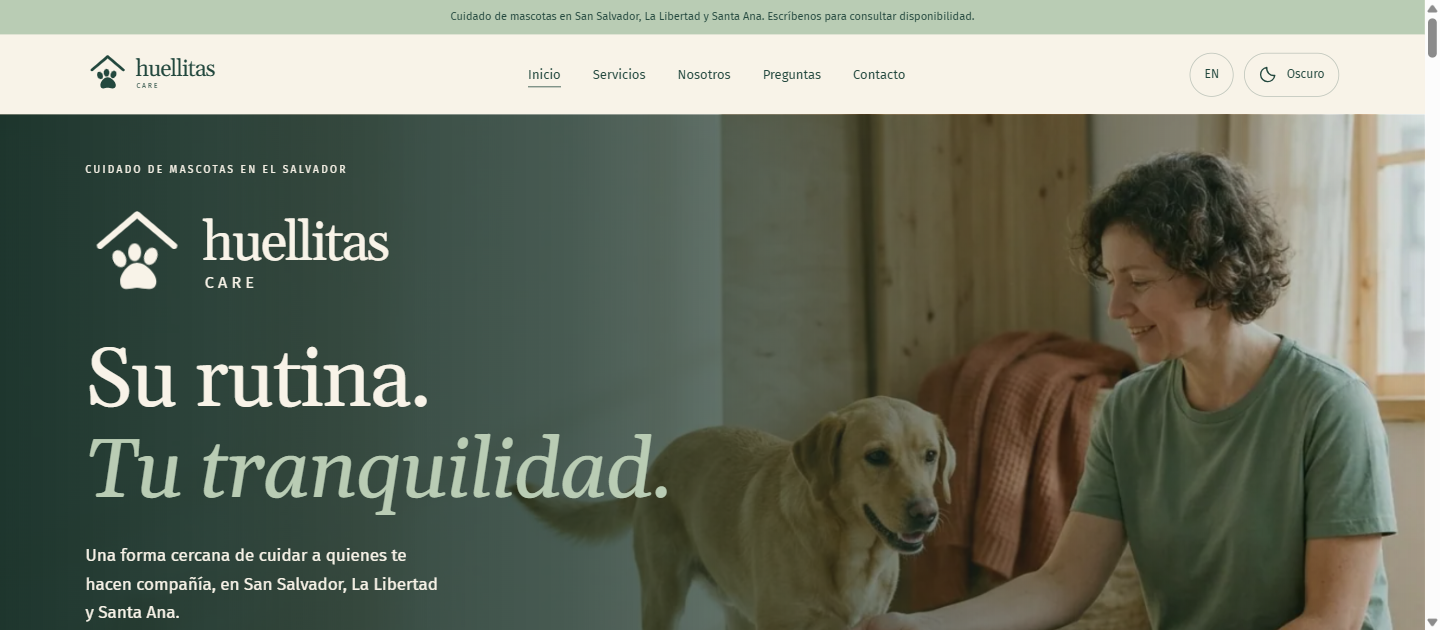 Cuidado de mascotas en San Salvador, La Libertad y Santa Ana. Escríbenos para consultar disponibilidad.
huellitas
CARE
Inicio
Servicios
Nosotros
Preguntas
Contacto
EN
Oscuro
CUIDADO DE MASCOTAS EN EL SALVADOR
huellitas
CARE
Su rutina.
Tu tranquilidad.
Una forma cercana de cuidar a quienes te
hacen compañía, en San Salvador, La Libertad
y Santa Ana.